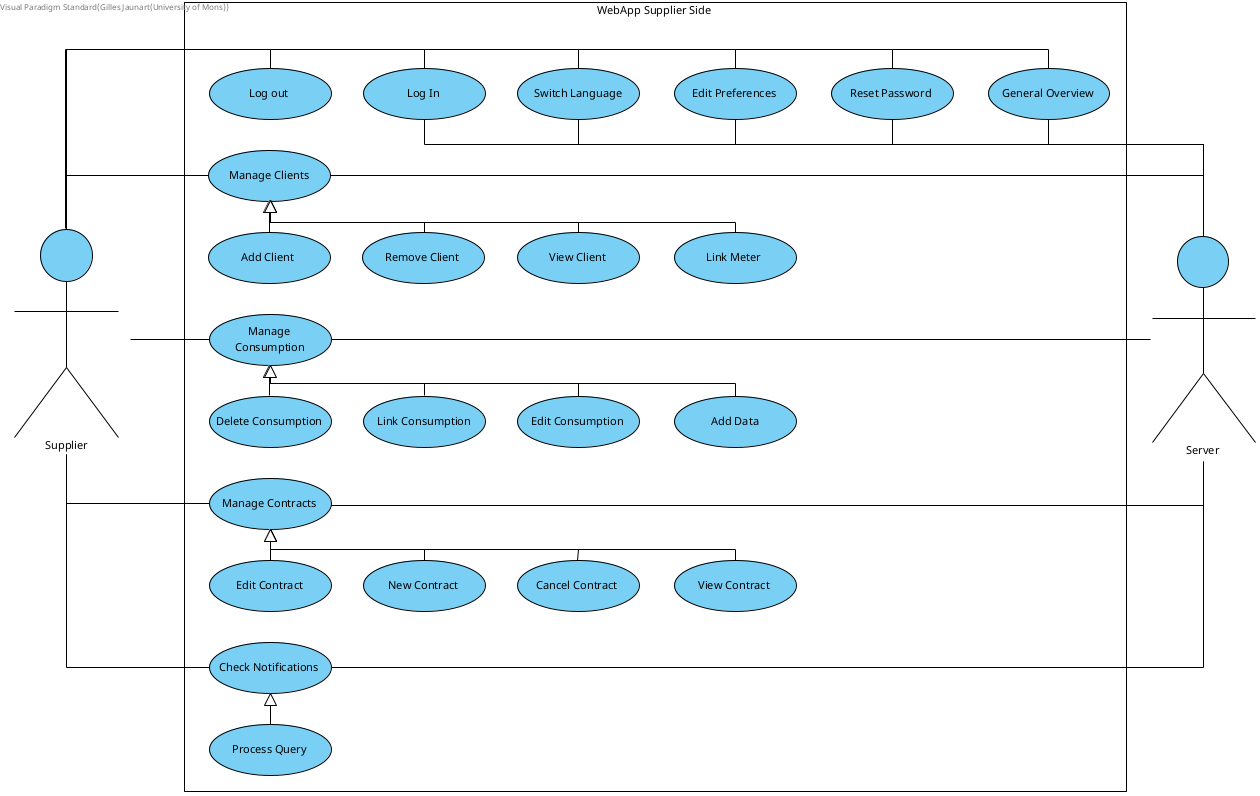 Visual Paradigm Standard(Gilles Jaunart(University of Mons))
WebApp Supplier Side
Log out
Log In
Switch Language
Edit Preferences
Reset Password
General Overview
Manage Clients
Add Client
Remove Client
View Client
Link Meter
Manage
Consumption
Delete Consumption
Link Consumption
Edit Consumption
Add Data
Supplier
Server
Manage Contracts
Edit Contract
New Contract
Cancel Contract
View Contract
Check Notifications
Process Query